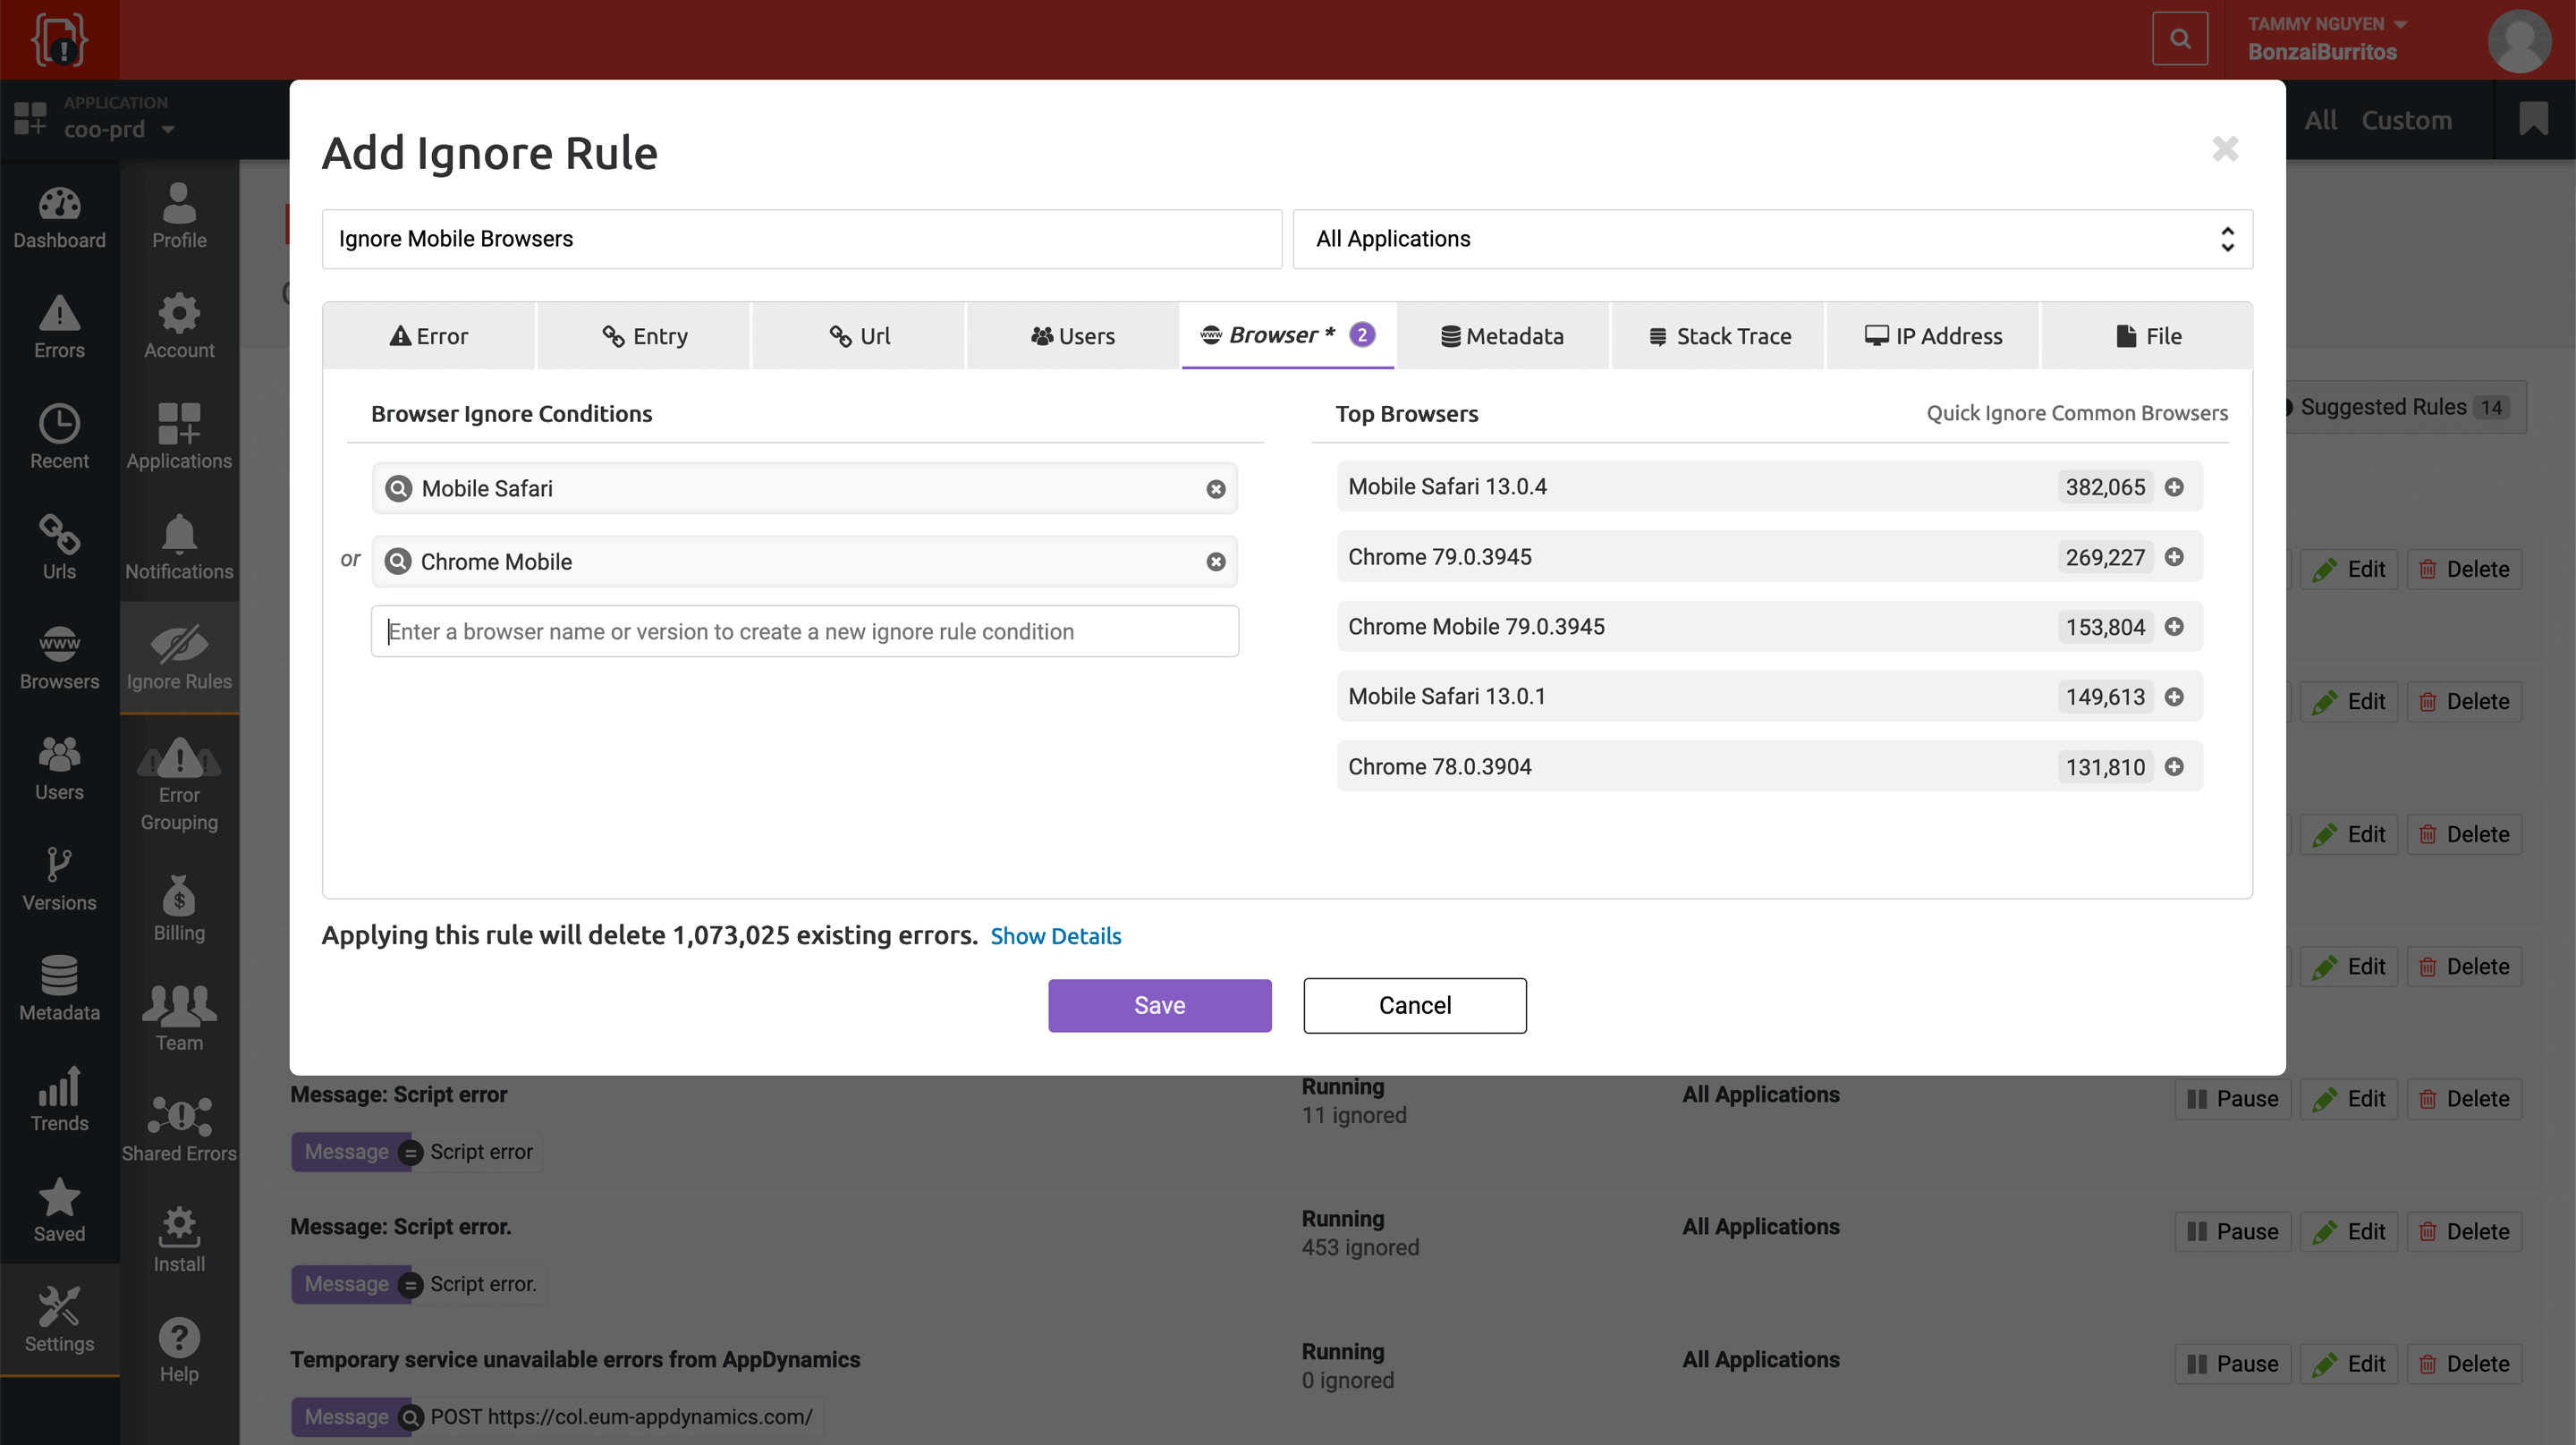 TAMMY NGUYEN
BonzaiBurritos
APPLICATION
coo-prd
All Custom
Dashboard
Errors
Recent
Urls
Browsers
Users
Versions
Metadata
Trends
Saved
Settings
Profile
Account
Applications
Notifications
Ignore Rules
Error
Grouping
Billing
Team
Shared Errors
Install
Help
Add Ignore Rule
Ignore Mobile Browsers
All Applications
Error
Entry
Url
Users
Browser * 2
Metadata
Stack Trace
IP Address
File
Browser Ignore Conditions
Mobile Safari
or
Chrome Mobile
Enter a browser name or version to create a new ignore rule condition
Top Browsers
Quick Ignore Common Browsers
Mobile Safari 13.0.4 382,065
Chrome 79.0.3945 269,227
Chrome Mobile 79.0.3945 153,804
Mobile Safari 13.0.1 149,613
Chrome 78.0.3904 131,810
Applying this rule will delete 1,073,025 existing errors. Show Details
Save
Cancel
Suggested Rules 14
Edit Delete
Edit Delete
Edit Delete
Edit Delete
Message: Script error
Running
11 ignored
All Applications
Pause Edit Delete
Message = Script error
Message: Script error.
Running
453 ignored
All Applications
Pause Edit Delete
Message = Script error.
Temporary service unavailable errors from AppDynamics
Running
0 ignored
All Applications
Pause Edit Delete
Message POST https://col.eum-appdynamics.com/